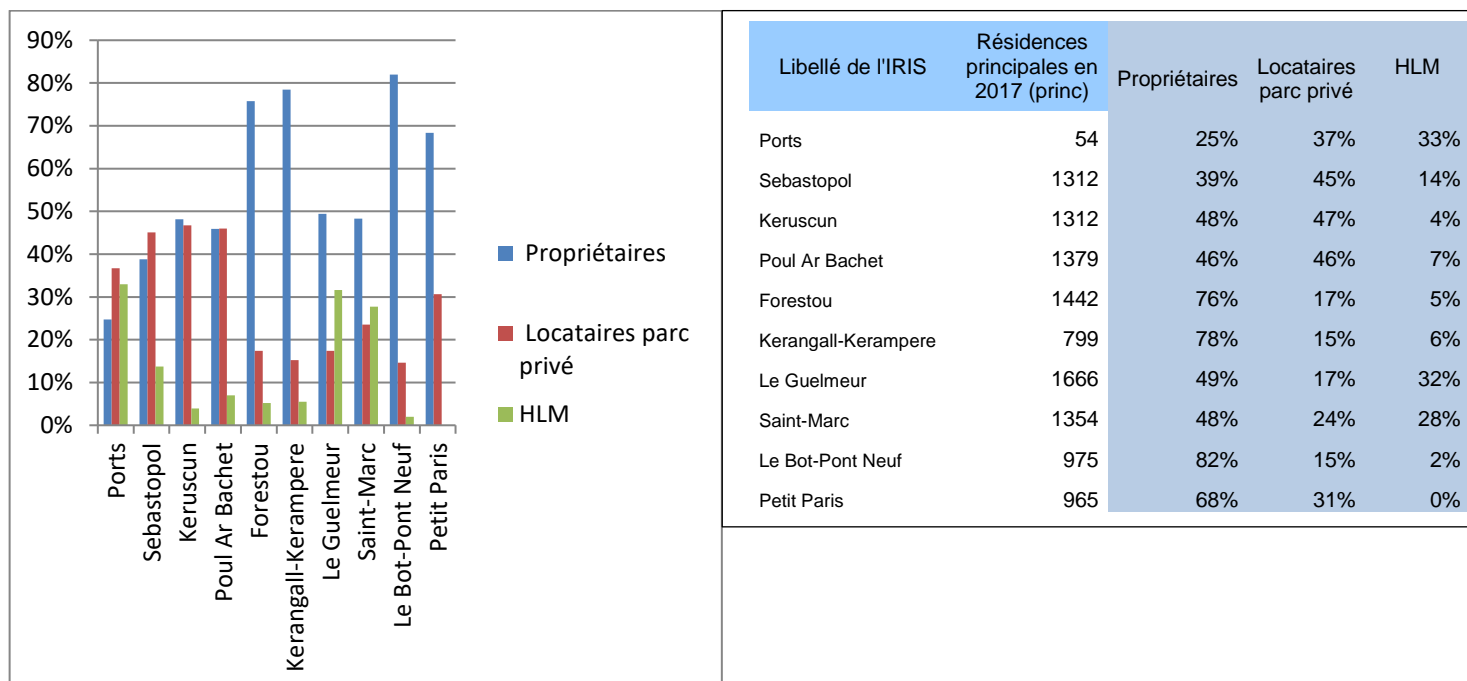 90%
80%
70%
60%
50%
40%
30%
20%
10%
0%
Ports
Sebastopol
Keruscun
Poul Ar Bachet
Forestou
Kerangall-Kerampere
Le Guelmeur
Saint-Marc
Le Bot-Pont Neuf
Petit Paris
Propriétaires
Locataires parc
privé
HLM
Libellé de l'IRIS Résidences principales en 2017 (princ) Propriétaires Locataires parc privé HLM
Ports 54 25% 37% 33%
Sebastopol 1312 39% 45% 14%
Keruscun 1312 48% 47% 4%
Poul Ar Bachet 1379 46% 46% 7%
Forestou 1442 76% 17% 5%
Kerangall-Kerampere 799 78% 15% 6%
Le Guelmeur 1666 49% 17% 32%
Saint-Marc 1354 48% 24% 28%
Le Bot-Pont Neuf 975 82% 15% 2%
Petit Paris 965 68% 31% 0%